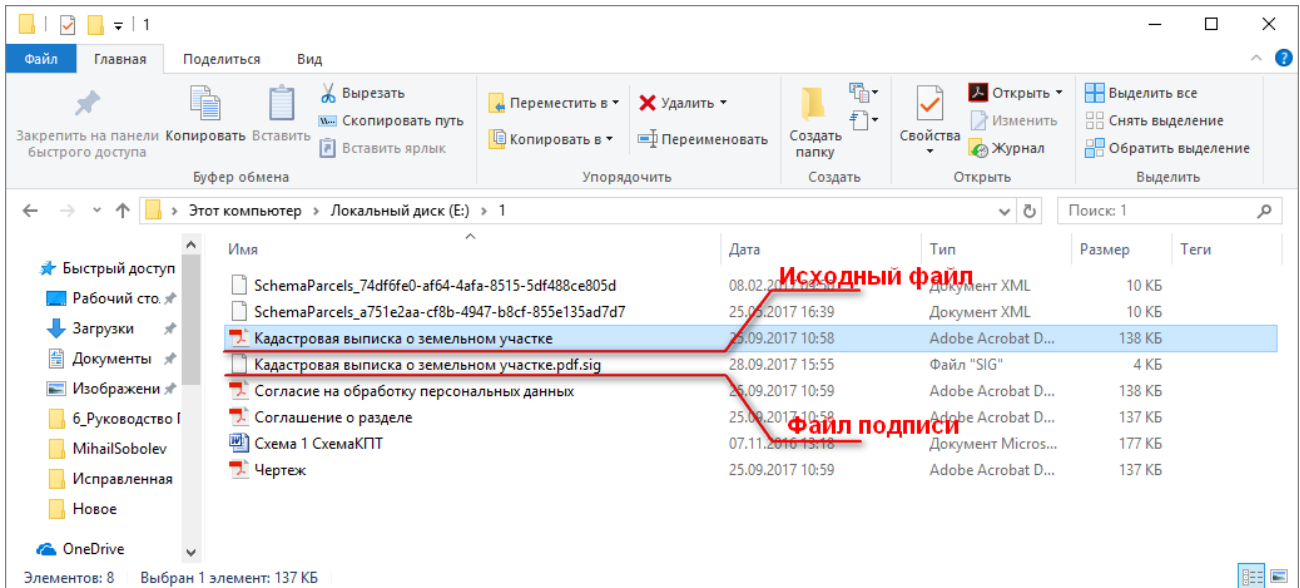 1
Файл Главная Поделиться Вид
Закрепить на панели быстрого доступа
Копировать
Вставить
Вырезать
Скопировать путь
Вставить ярлык
Буфер обмена
Переместить в
Копировать в
Удалить
Переименовать
Упорядочить
Создать папку
Создать
Свойства
Открыть
Изменить
Журнал
Открыть
Выделить все
Снять выделение
Обратить выделение
Выделить
Этот компьютер › Локальный диск (E:) › 1
Поиск: 1
Быстрый доступ
Рабочий сто.
Загрузки
Документы
Изображени
6_Руководство П
MihailSobolev
Исправленная
Новое
OneDrive
Имя Дата Тип Размер Теги
SchemaParcels_74df6fe0-af64-4afa-8515-5df488ce805d 08.02.2017 Документ XML 10 КБ
SchemaParcels_a751e2aa-cf8b-4947-b8cf-855e135ad7d7 25.05.2017 16:39 Документ XML 10 КБ
Кадастровая выписка о земельном участке 25.09.2017 10:58 Adobe Acrobat D... 138 КБ
Кадастровая выписка о земельном участке.pdf.sig 28.09.2017 15:55 Файл "SIG" 4 КБ
Согласие на обработку персональных данных 25.09.2017 10:59 Adobe Acrobat D... 138 КБ
Соглашение о разделе 25.09.2017 10:58 Adobe Acrobat D... 137 КБ
Схема 1 СхемаКПТ 07.11.2016 13:18 Документ Micros... 177 КБ
Чертеж 25.09.2017 10:59 Adobe Acrobat D... 137 КБ
Исходный файл
Файл подписи
Элементов: 8 Выбран 1 элемент: 137 КБ